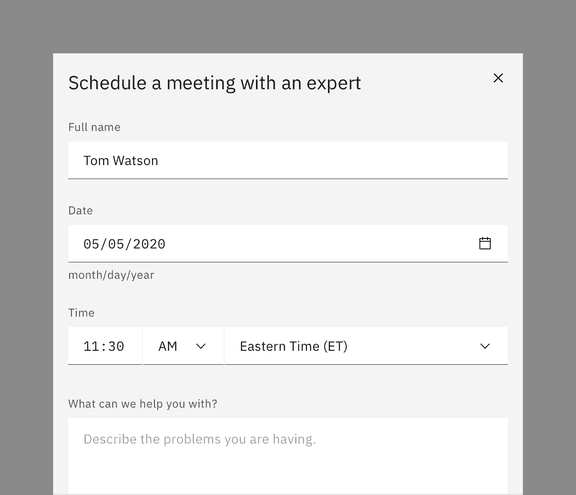 Schedule a meeting with an expert
Full name
Tom Watson
Date
05/05/2020
month/day/year
Time
11:30 AM Eastern Time (ET)
What can we help you with?
Describe the problems you are having.